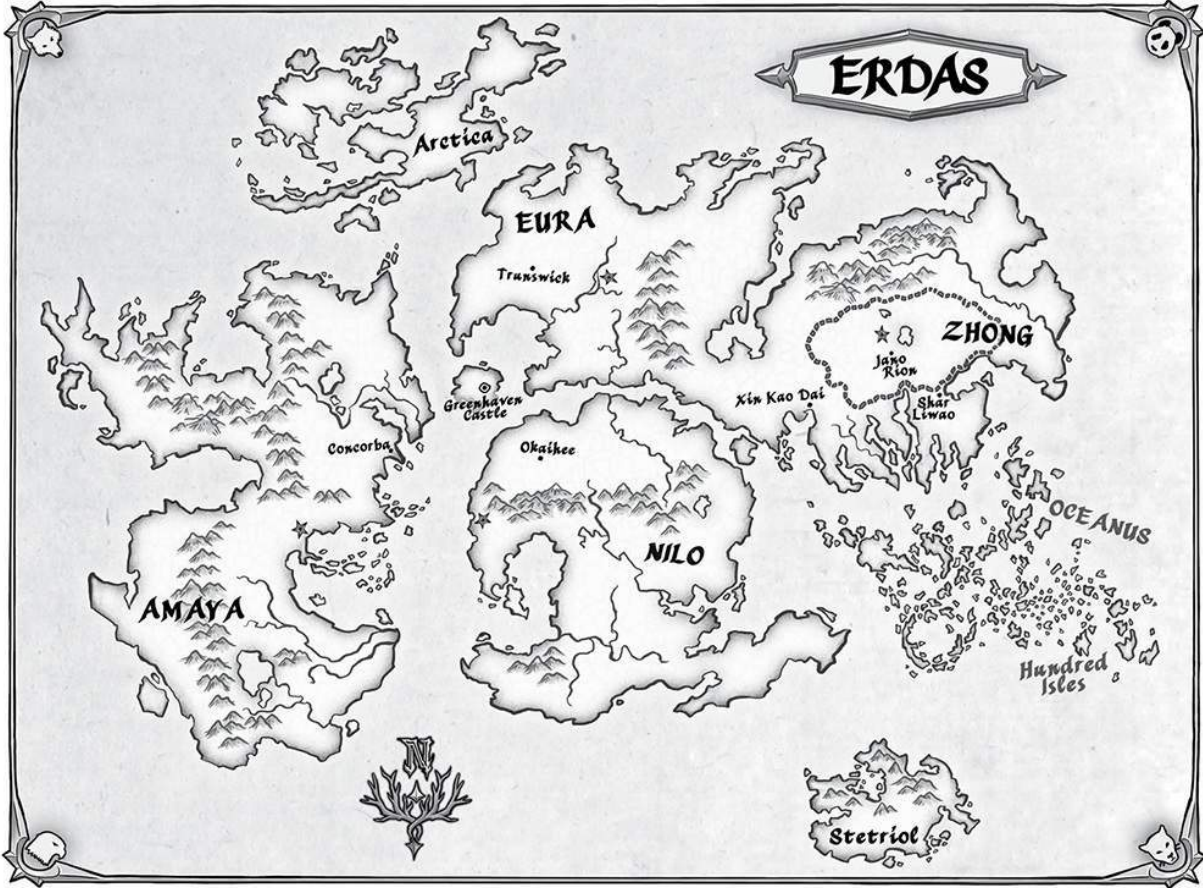 ERDAS
Arctica
EURA
Trunswick
ZHONG
Jano
Rion
Xin Kao Dai
Shar
Liwao
Greenhaven
Castle
Concorba
Okaihee
OCEANUS
NILO
AMAYA
Hundred
Isles
N
Stetriol